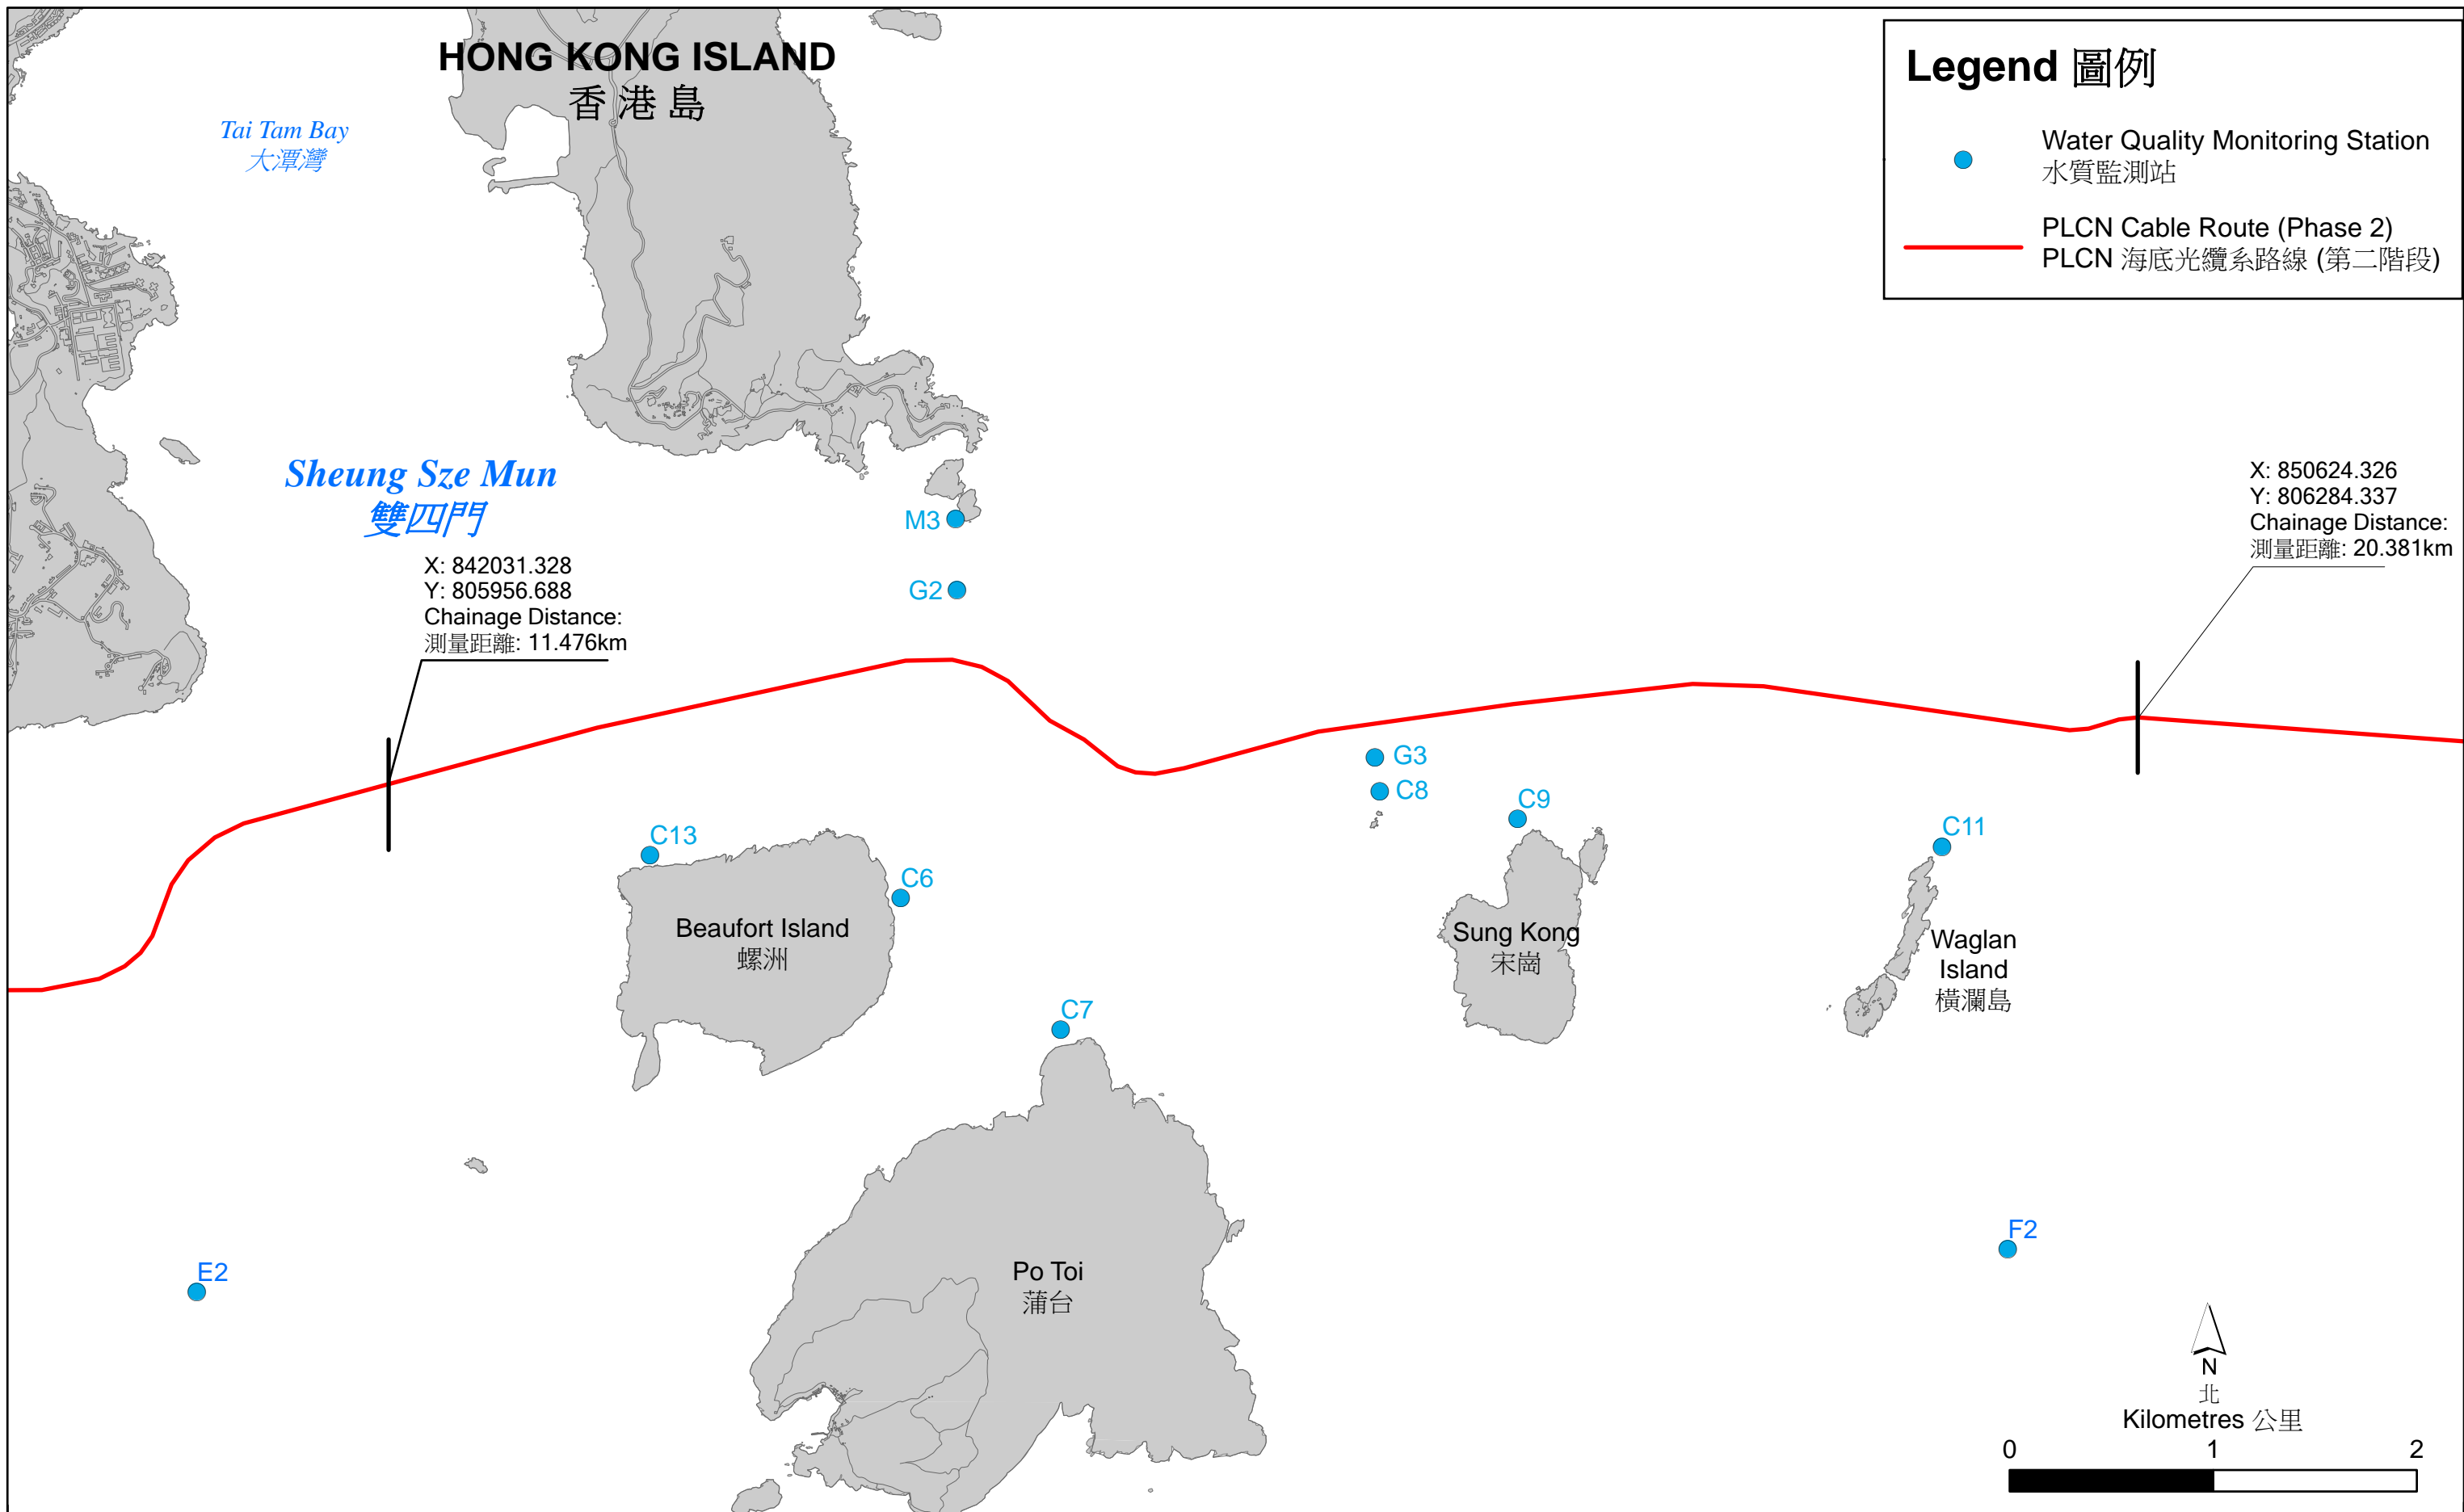 HONG KONG ISLAND
香港島
Legend 圖例
Water Quality Monitoring Station
水質監測站
PLCN Cable Route (Phase 2)
PLCN 海底光纜系路線 (第二階段)
Tai Tam Bay
大潭灣
Sheung Sze Mun
雙四門
X: 842031.328
Y: 805956.688
Chainage Distance:
測量距離: 11.476km
X: 850624.326
Y: 806284.337
Chainage Distance:
測量距離: 20.381km
M3
G2
G3
C8
C9
C11
C13
C6
Beaufort Island
螺洲
Sung Kong
宋崗
Waglan
Island
橫瀾島
C7
E2
F2
Po Toi
蒲台
N
北
Kilometres 公里
0 1 2